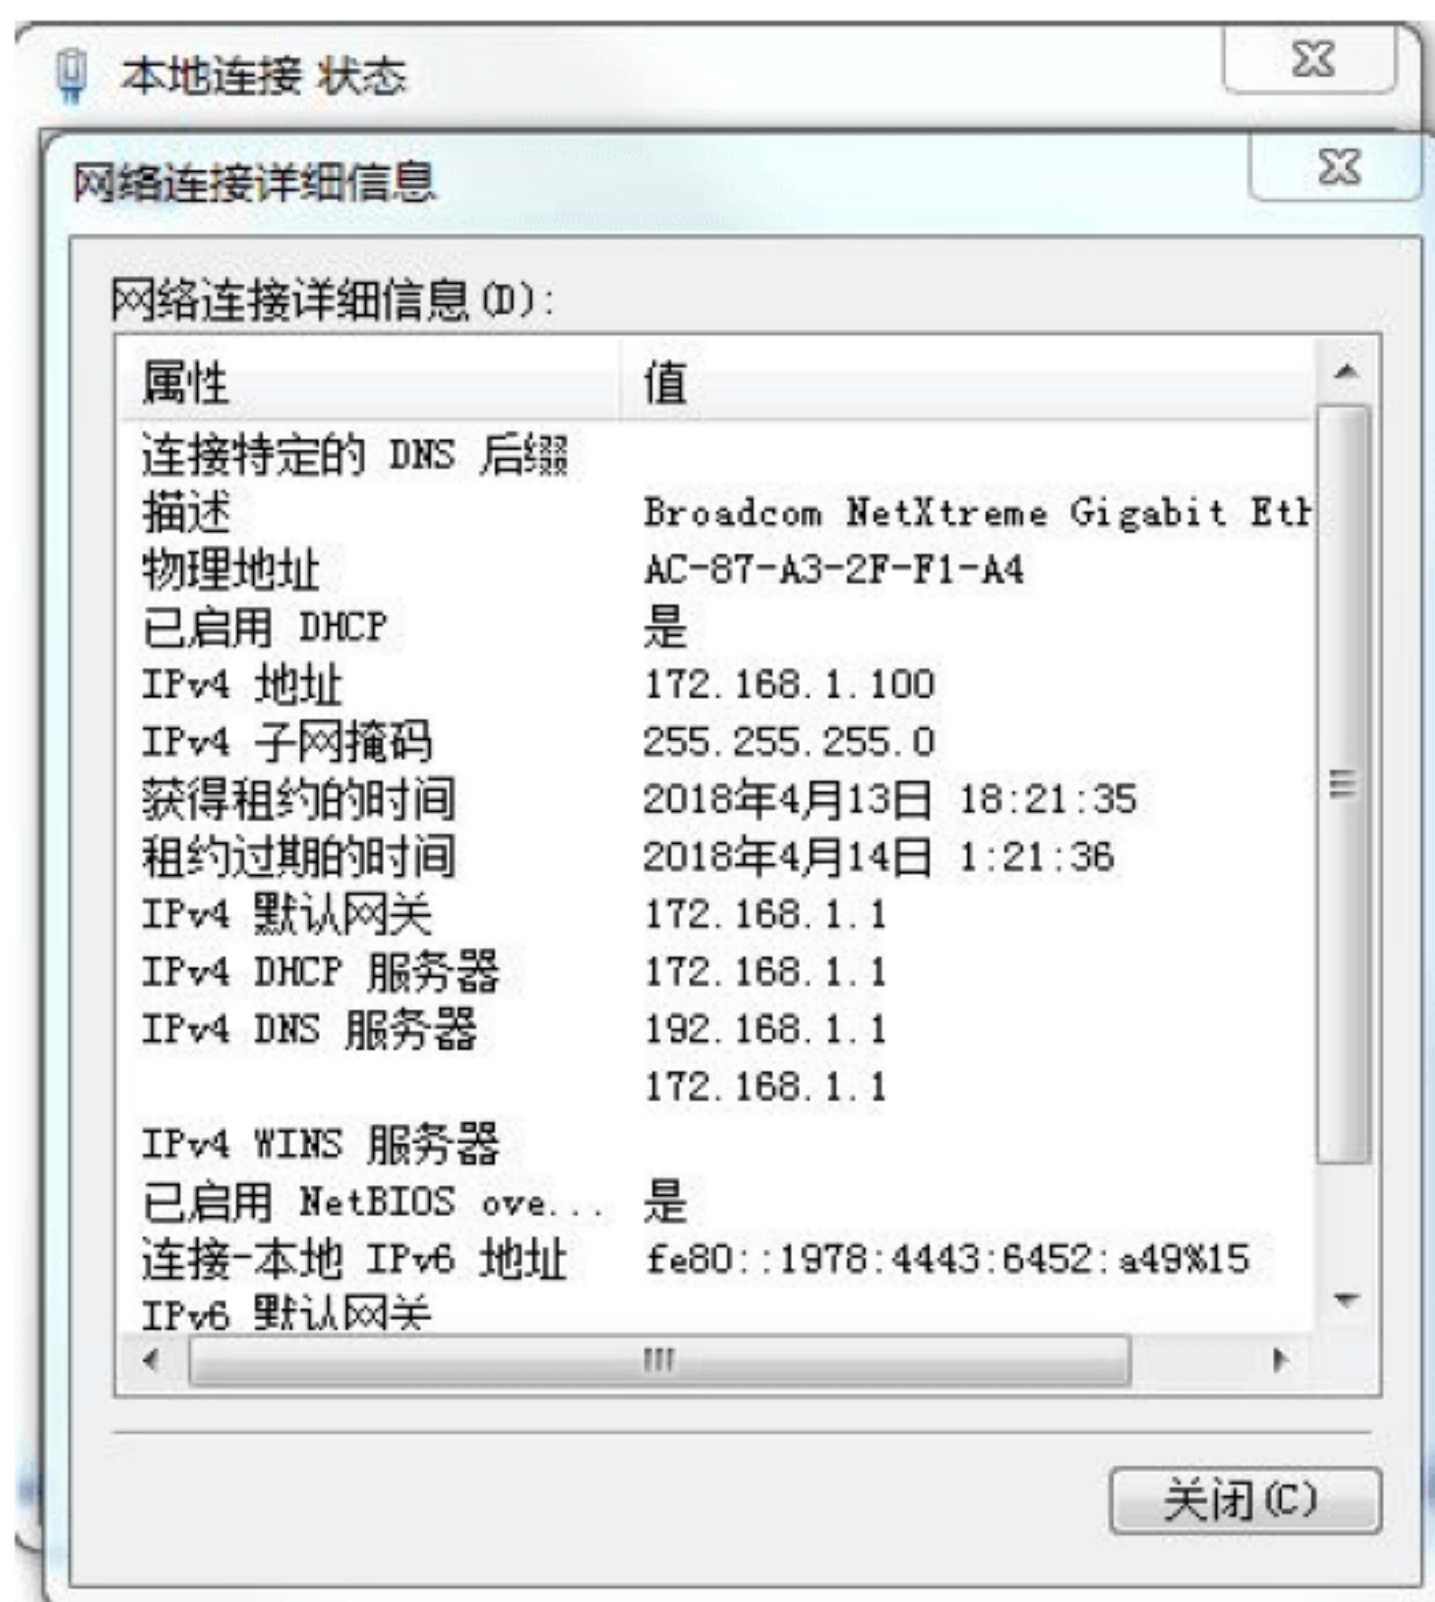 本地连接 状态
网络连接详细信息
网络连接详细信息(D):
属性 值
连接特定的 DNS 后缀
描述 Broadcom NetXtreme Gigabit Eth
物理地址 AC-87-A3-2F-F1-A4
已启用 DHCP 是
IPv4 地址 172.168.1.100
IPv4 子网掩码 255.255.255.0
获得租约的时间 2018年4月13日 18:21:35
租约过期的时间 2018年4月14日 1:21:36
IPv4 默认网关 172.168.1.1
IPv4 DHCP 服务器 172.168.1.1
IPv4 DNS 服务器 192.168.1.1
172.168.1.1
IPv4 WINS 服务器
已启用 NetBIOS ove... 是
连接-本地 IPv6 地址 fe80::1978:4443:6452:a49%15
IPv6 默认网关
关闭(C)